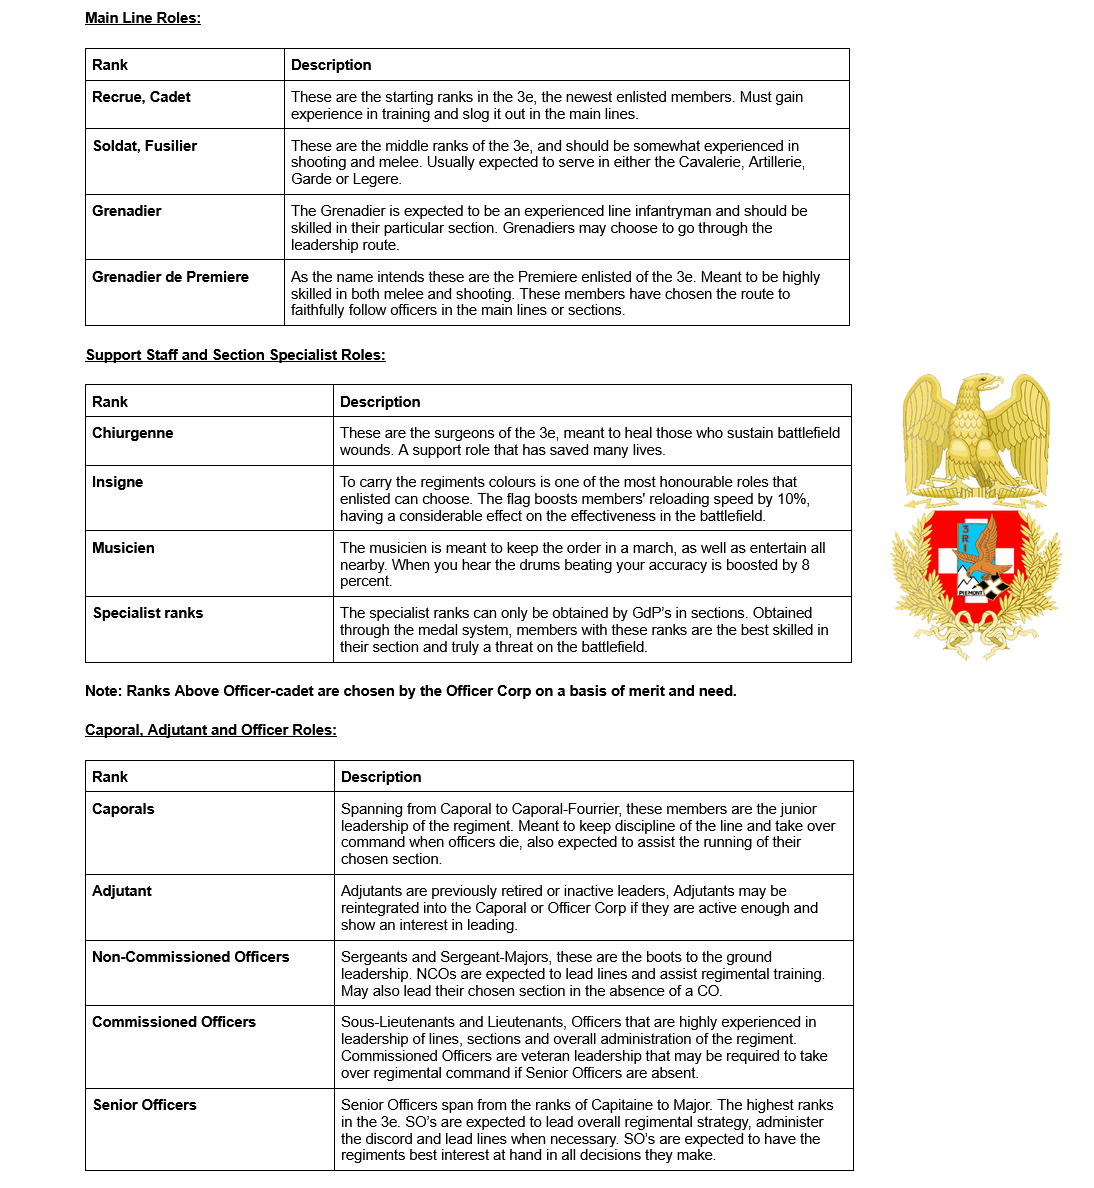 Main Line Roles:
Rank
Description
Recrue, Cadet
These are the starting ranks in the 3e, the newest enlisted members. Must gain
experience in training and slog it out in the main lines.
Soldat, Fusilier
These are the middle ranks of the 3e, and should be somewhat experienced in
shooting and melee. Usually expected to serve in either the Cavalerie, Artillerie,
Garde or Legere.
Grenadier
The Grenadier is expected to be an experienced line infantryman and should be
skilled in their particular section. Grenadiers may choose to go through the
leadership route.
Grenadier de Premiere
As the name intends these are the Premiere enlisted of the 3e. Meant to be highly
skilled in both melee and shooting. These members have chosen the route to
faithfully follow officers in the main lines or sections.
Support Staff and Section Specialist Roles:
Rank
Description
Chiurgenne
These are the surgeons of the 3e, meant to heal those who sustain battlefield
wounds. A support role that has saved many lives.
Insigne
To carry the regiments colours is one of the most honourable roles that
enlisted can choose. The flag boosts members' reloading speed by 10%,
having a considerable effect on the effectiveness in the battlefield.
Musicien
The musicien is meant to keep the order in a march, as well as entertain all
nearby. When you hear the drums beating your accuracy is boosted by 8
percent.
Specialist ranks
The specialist ranks can only be obtained by GdP's in sections. Obtained
through the medal system, members with these ranks are the best skilled in
their section and truly a threat on the battlefield.
3RI
PIEMONT
Note: Ranks Above Officer-cadet are chosen by the Officer Corp on a basis of merit and need.
Caporal, Adjutant and Officer Roles:
Rank
Description
Caporals
Spanning from Caporal to Caporal-Fourrier, these members are the junior
leadership of the regiment. Meant to keep discipline of the line and take over
command when officers die, also expected to assist the running of their
chosen section.
Adjutant
Adjutants are previously retired or inactive leaders, Adjutants may be
reintegrated into the Caporal or Officer Corp if they are active enough and
show an interest in leading.
Non-Commissioned Officers
Sergeants and Sergeant-Majors, these are the boots to the ground
leadership. NCOs are expected to lead lines and assist regimental training.
May also lead their chosen section in the absence of a CO.
Commissioned Officers
Sous-Lieutenants and Lieutenants, Officers that are highly experienced in
leadership of lines, sections and overall administration of the regiment.
Commissioned Officers are veteran leadership that may be required to take
over regimental command if Senior Officers are absent.
Senior Officers
Senior Officers span from the ranks of Capitaine to Major. The highest ranks
in the 3e. SO's are expected to lead overall regimental strategy, administer
the discord and lead lines when necessary. SO's are expected to have the
regiments best interest at hand in all decisions they make.